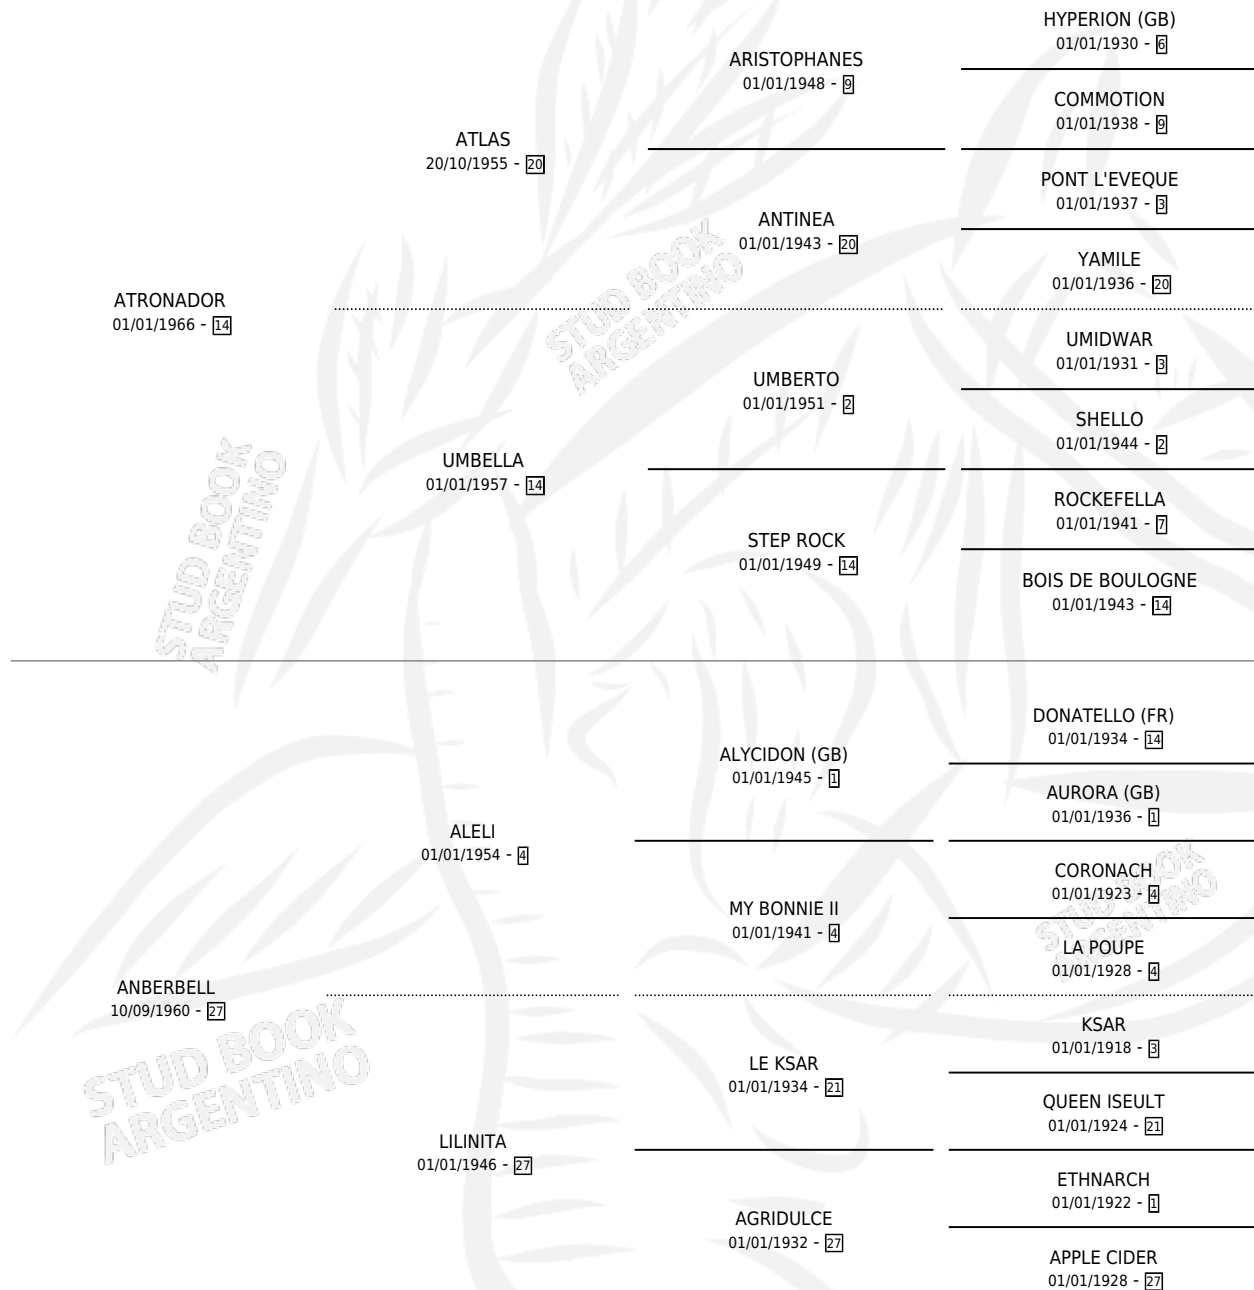 HYPERION (GB)
01/01/1930 - 6
ARISTOPHANES
01/01/1948 - 9
COMMOTION
01/01/1938 - 9
ATLAS
20/10/1955 - 20
PONT L'EVEQUE
01/01/1937 - 3
ANTINEA
01/01/1943 - 20
YAMILE
01/01/1936 - 20
ATRONADOR
01/01/1966 - 14
STUD BOOK
ARGENTINO
UMIDWAR
01/01/1931 - 3
UMBERTO
01/01/1951 - 2
SHELLO
01/01/1944 - 2
UMBELLA
01/01/1957 - 14
STUD BOOK
ARGENTINO
ROCKEFELLA
01/01/1941 - 7
STEP ROCK
01/01/1949 - 14
BOIS DE BOULOGNE
01/01/1943 - 14
DONATELLO (FR)
01/01/1934 - 14
ALYCIDON (GB)
01/01/1945 - 1
AURORA (GB)
01/01/1936 - 1
ALELI
01/01/1954 - 4
CORONACH
01/01/1923 - 4
STUD BOOK
ARGENTINO
MY BONNIE II
01/01/1941 - 4
LA POUPE
01/01/1928 - 4
ANBERBELL
10/09/1960 - 27
STUD BOOK
ARGENTINO
KSAR
01/01/1918 - 3
LE KSAR
01/01/1934 - 21
QUEEN ISEULT
01/01/1924 - 21
LILINITA
01/01/1946 - 27
ETHNARCH
01/01/1922 - 1
AGRIDULCE
01/01/1932 - 27
APPLE CIDER
01/01/1928 - 27